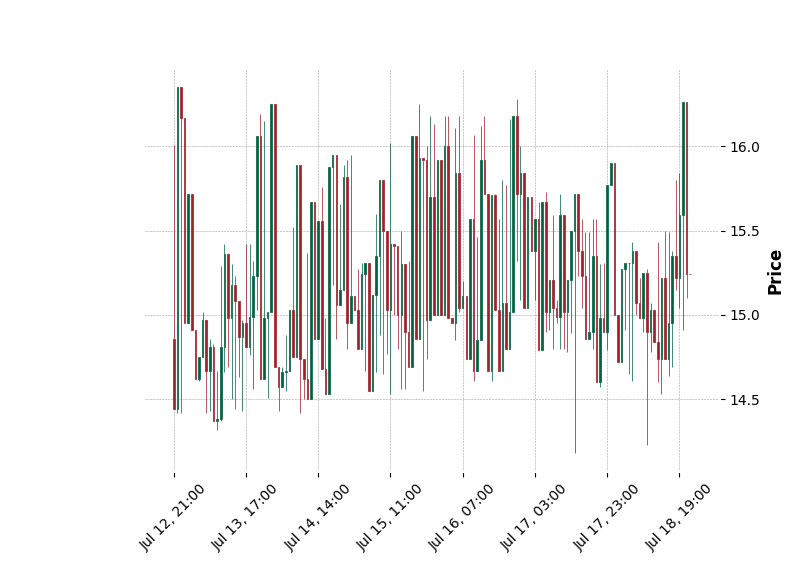 16.0
15.5
15.0
14.5
Price
Jul 12, 21:00
Jul 13, 17:00
Jul 14, 14:00
Jul 15, 11:00
Jul 16, 07:00
Jul 17, 03:00
Jul 17, 23:00
Jul 18, 19:00